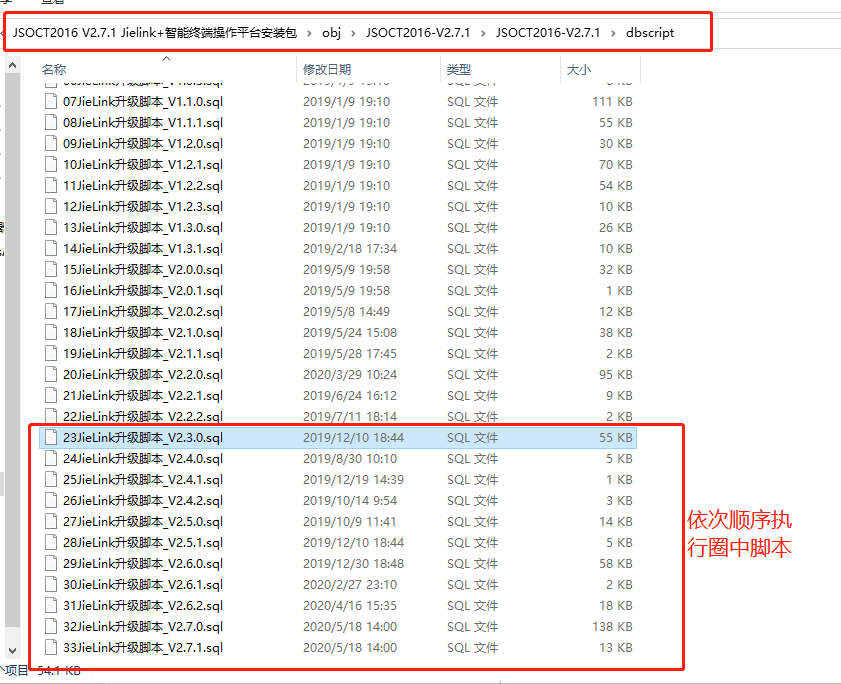 查看
JSOCT2016 V2.7.1 Jielink+智能终端操作平台安装包 › obj › JSOCT2016-V2.7.1 › JSOCT2016-V2.7.1 › dbscript
名称 修改日期 类型 大小
07JieLink升级脚本_V1.1.0.sql 2019/1/9 19:10 SQL 文件 111 KB
08JieLink升级脚本_V1.1.1.sql 2019/1/9 19:10 SQL 文件 55 KB
09JieLink升级脚本_V1.2.0.sql 2019/1/9 19:10 SQL 文件 30 KB
10JieLink升级脚本_V1.2.1.sql 2019/1/9 19:10 SQL 文件 70 KB
11JieLink升级脚本_V1.2.2.sql 2019/1/9 19:10 SQL 文件 54 KB
12JieLink升级脚本_V1.2.3.sql 2019/1/9 19:10 SQL 文件 10 KB
13JieLink升级脚本_V1.3.0.sql 2019/1/9 19:10 SQL 文件 26 KB
14JieLink升级脚本_V1.3.1.sql 2019/2/18 17:34 SQL 文件 10 KB
15JieLink升级脚本_V2.0.0.sql 2019/5/9 19:58 SQL 文件 32 KB
16JieLink升级脚本_V2.0.1.sql 2019/5/9 19:58 SQL 文件 1 KB
17JieLink升级脚本_V2.0.2.sql 2019/5/8 14:49 SQL 文件 12 KB
18JieLink升级脚本_V2.1.0.sql 2019/5/24 15:08 SQL 文件 38 KB
19JieLink升级脚本_V2.1.1.sql 2019/5/28 17:45 SQL 文件 2 KB
20JieLink升级脚本_V2.2.0.sql 2020/3/29 10:24 SQL 文件 95 KB
21JieLink升级脚本_V2.2.1.sql 2019/6/24 16:12 SQL 文件 9 KB
22JieLink升级脚本_V2.2.2.sql 2019/7/11 18:14 SQL 文件 2 KB
23JieLink升级脚本_V2.3.0.sql 2019/12/10 18:44 SQL 文件 55 KB
24JieLink升级脚本_V2.4.0.sql 2019/8/30 10:10 SQL 文件 5 KB
25JieLink升级脚本_V2.4.1.sql 2019/12/19 14:39 SQL 文件 1 KB
26JieLink升级脚本_V2.4.2.sql 2019/10/14 9:54 SQL 文件 3 KB
27JieLink升级脚本_V2.5.0.sql 2019/10/9 11:41 SQL 文件 14 KB
28JieLink升级脚本_V2.5.1.sql 2019/12/10 18:44 SQL 文件 5 KB
29JieLink升级脚本_V2.6.0.sql 2019/12/30 18:48 SQL 文件 58 KB
30JieLink升级脚本_V2.6.1.sql 2020/2/27 23:10 SQL 文件 2 KB
31JieLink升级脚本_V2.6.2.sql 2020/4/16 15:35 SQL 文件 18 KB
32JieLink升级脚本_V2.7.0.sql 2020/5/18 14:00 SQL 文件 138 KB
33JieLink升级脚本_V2.7.1.sql 2020/5/18 14:00 SQL 文件 13 KB
依次顺序执
行圈中脚本
个项目 54.1 KB